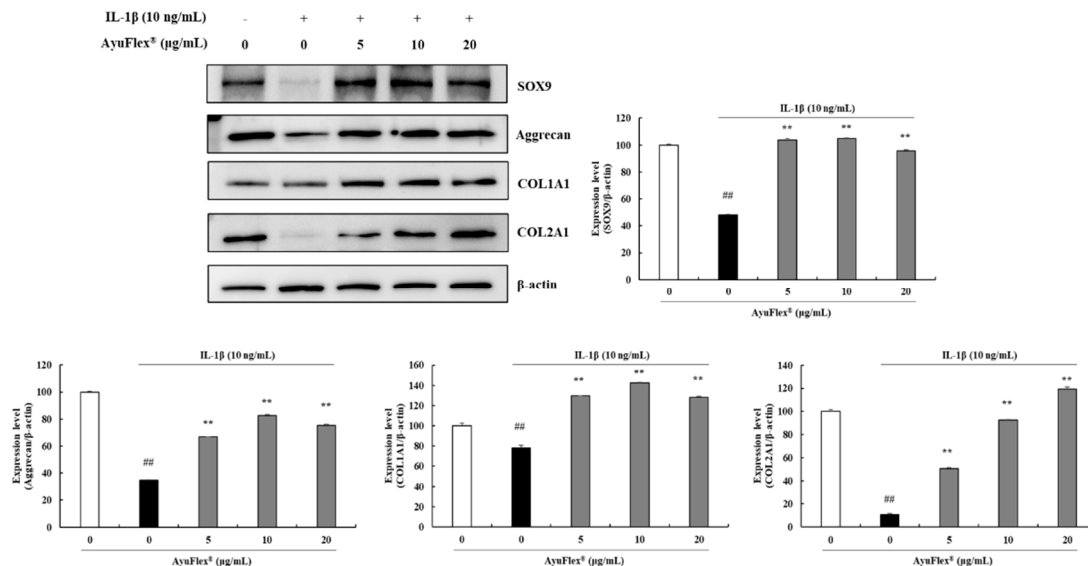 IL-1β (10 ng/mL) - + + + +
AyuFlex® (µg/mL) 0 0 5 10 20
SOX9
Aggrecan
COL1A1
COL2A1
β-actin
IL-1β (10 ng/mL)
Expression level
(SOX9/β-actin)
120
100
80
60
40
20
0
##
**
**
**
0 0 5 10 20
AyuFlex® (µg/mL)
IL-1β (10 ng/mL)
Expression level
(Aggrecan/β-actin)
120
100
80
60
40
20
0
##
**
**
**
0 0 5 10 20
AyuFlex® (µg/mL)
IL-1β (10 ng/mL)
Expression level
(COL1A1/β-actin)
160
140
120
100
80
60
40
20
0
##
**
**
**
0 0 5 10 20
AyuFlex® (µg/mL)
IL-1β (10 ng/mL)
Expression level
(COL2A1/β-actin)
140
120
100
80
60
40
20
0
##
**
**
**
0 0 5 10 20
AyuFlex® (µg/mL)